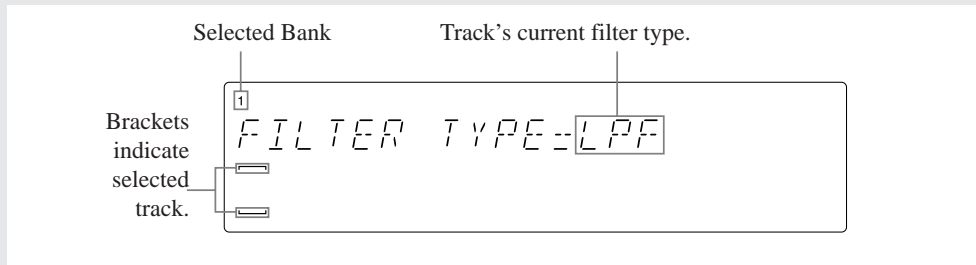 Selected Bank
Track's current filter type.
1
FILTER TYPE=LPF
Brackets
indicate
selected
track.